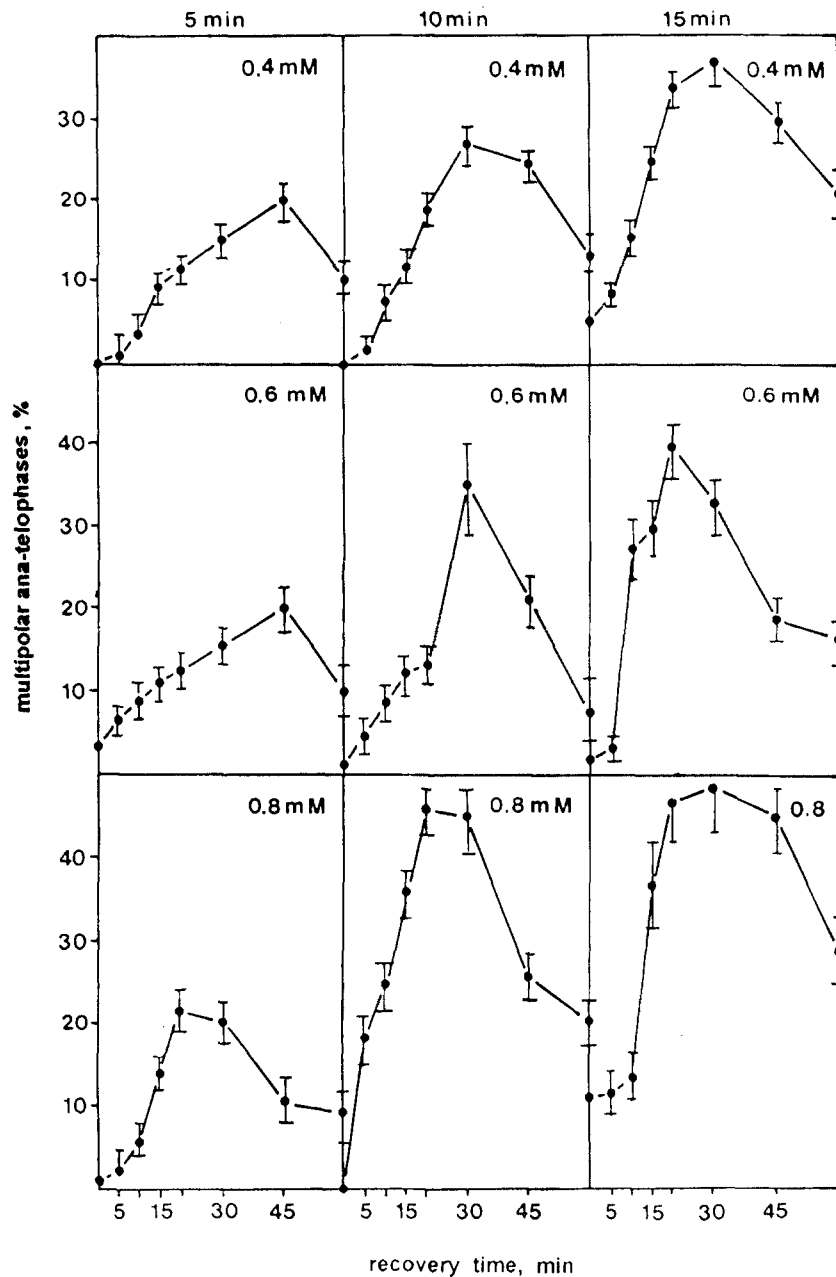 5 min 10 min 15 min
0.4 mM 0.4 mM 0.4 mM
30
20
10
0.6 mM 0.6 mM 0.6 mM
40
30
20
10
0.8 mM 0.8 mM 0.8
40
30
20
10
multipolar ana-telophases, %
5 15 30 45 5 15 30 45 5 15 30 45
recovery time, min